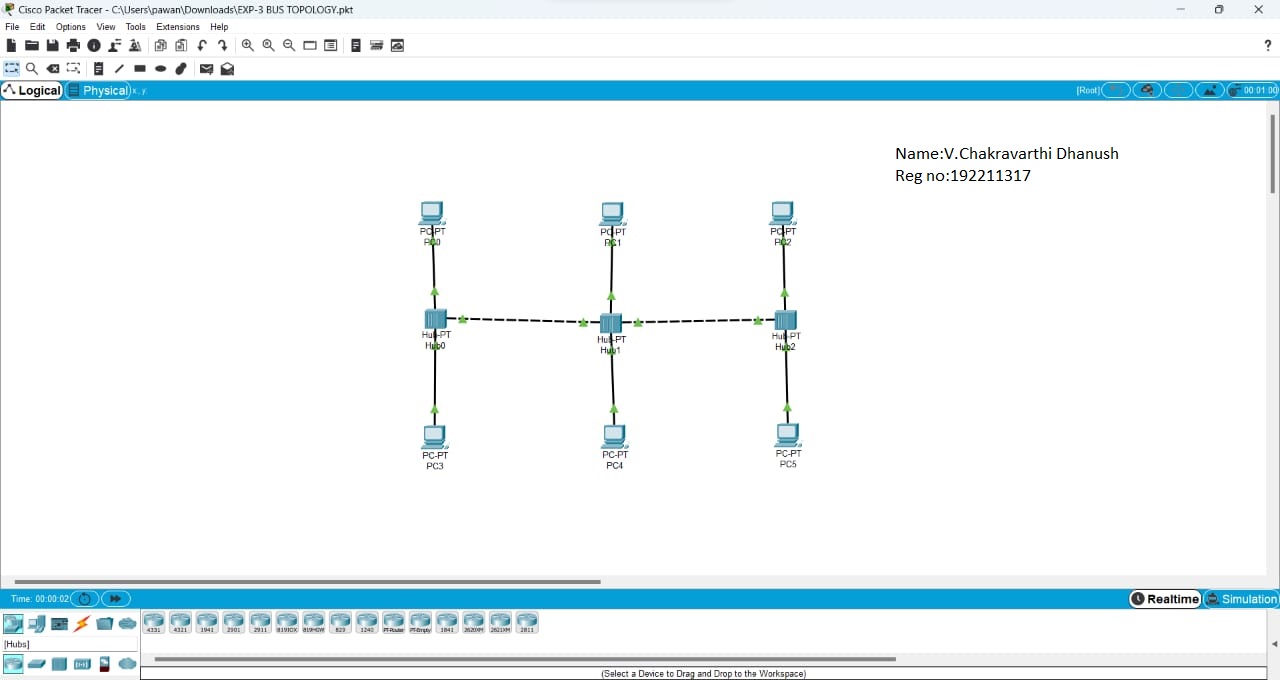 Cisco Packet Tracer - C:\Users\pawan\Downloads\EXP-3 BUS TOPOLOGY.pkt
File Edit Options View Tools Extensions Help
?
Logical Physical x, y [Root] 00:01:00
Name:V.Chakravarthi Dhanush
Reg no:192211317
PC-PT PC-PT PC-PT
PC0 PC1 PC2
Hub-PT Hub-PT Hub-PT
Hub0 Hub1 Hub2
PC-PT PC-PT PC-PT
PC3 PC4 PC5
Time: 00:00:02 Realtime Simulation
4331 4321 1941 2901 2911 819IOX 819HGW 829 1240 PT-Router PT-Empty 1841 2620XM 2621XM 2811
[Hubs]
(Select a Device to Drag and Drop to the Workspace)